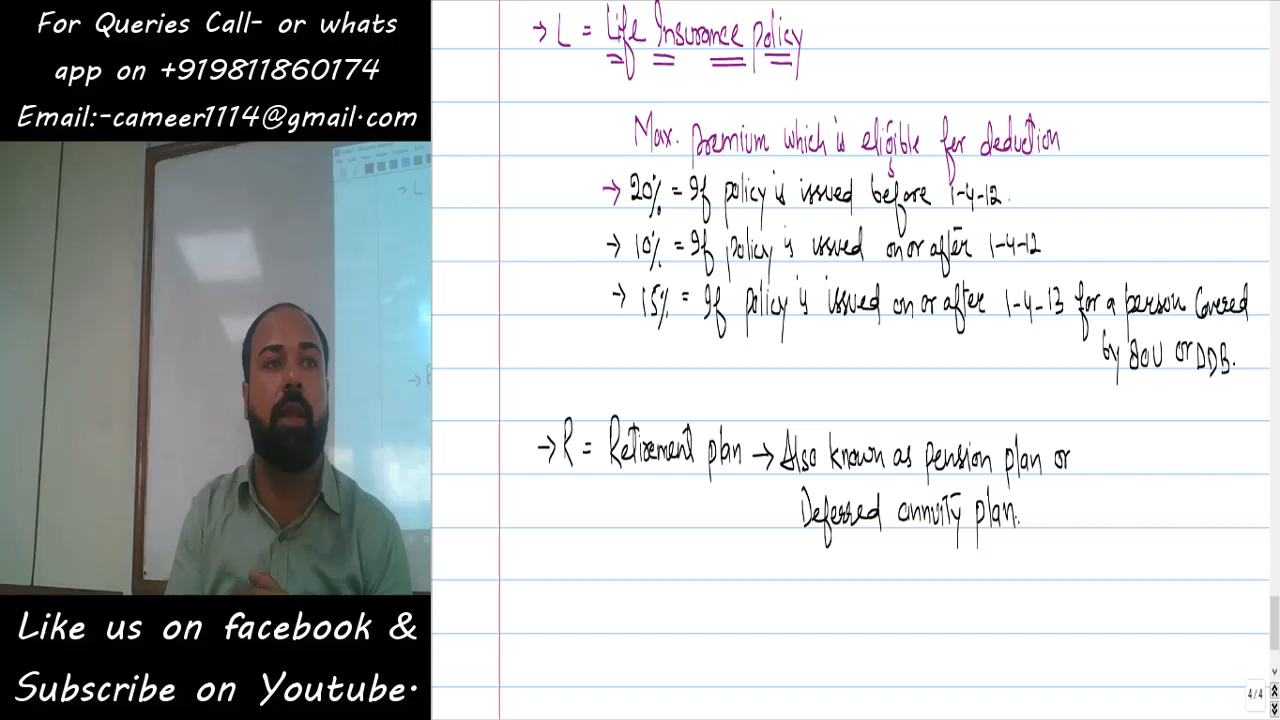 For Queries Call- or whats
app on +919811860174
Email:-cameer1114@gmail.com
→ L = Life Insurance policy
Max. premium which is eligible for deduction
→ 20% = If policy is issued before 1-4-12.
→ 10% = If policy is issued on or after 1-4-12
→ 15% = If policy is issued on or after 1-4-13 for a person Covered
by 80U or DDB.
→ R = Retirement plan → Also known as pension plan or
Deferred annuity plan.
Like us on facebook &
Subscribe on Youtube.
4/4